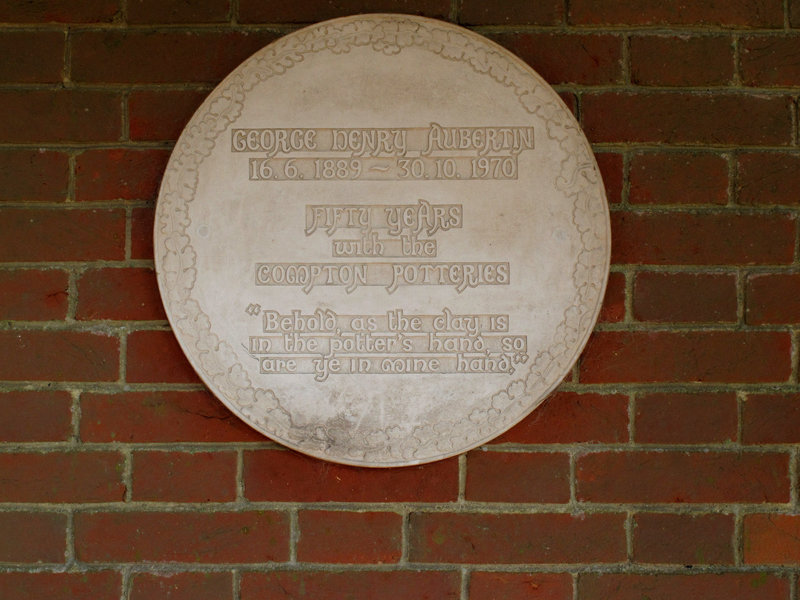 GEORGE HENRY AUBERTIN
16.6.1889 ~ 30.10.1970
FIFTY YEARS
with the
COMPTON POTTERIES
“Behold, as the clay is
in the potter's hand, so
are ye in mine hand.“